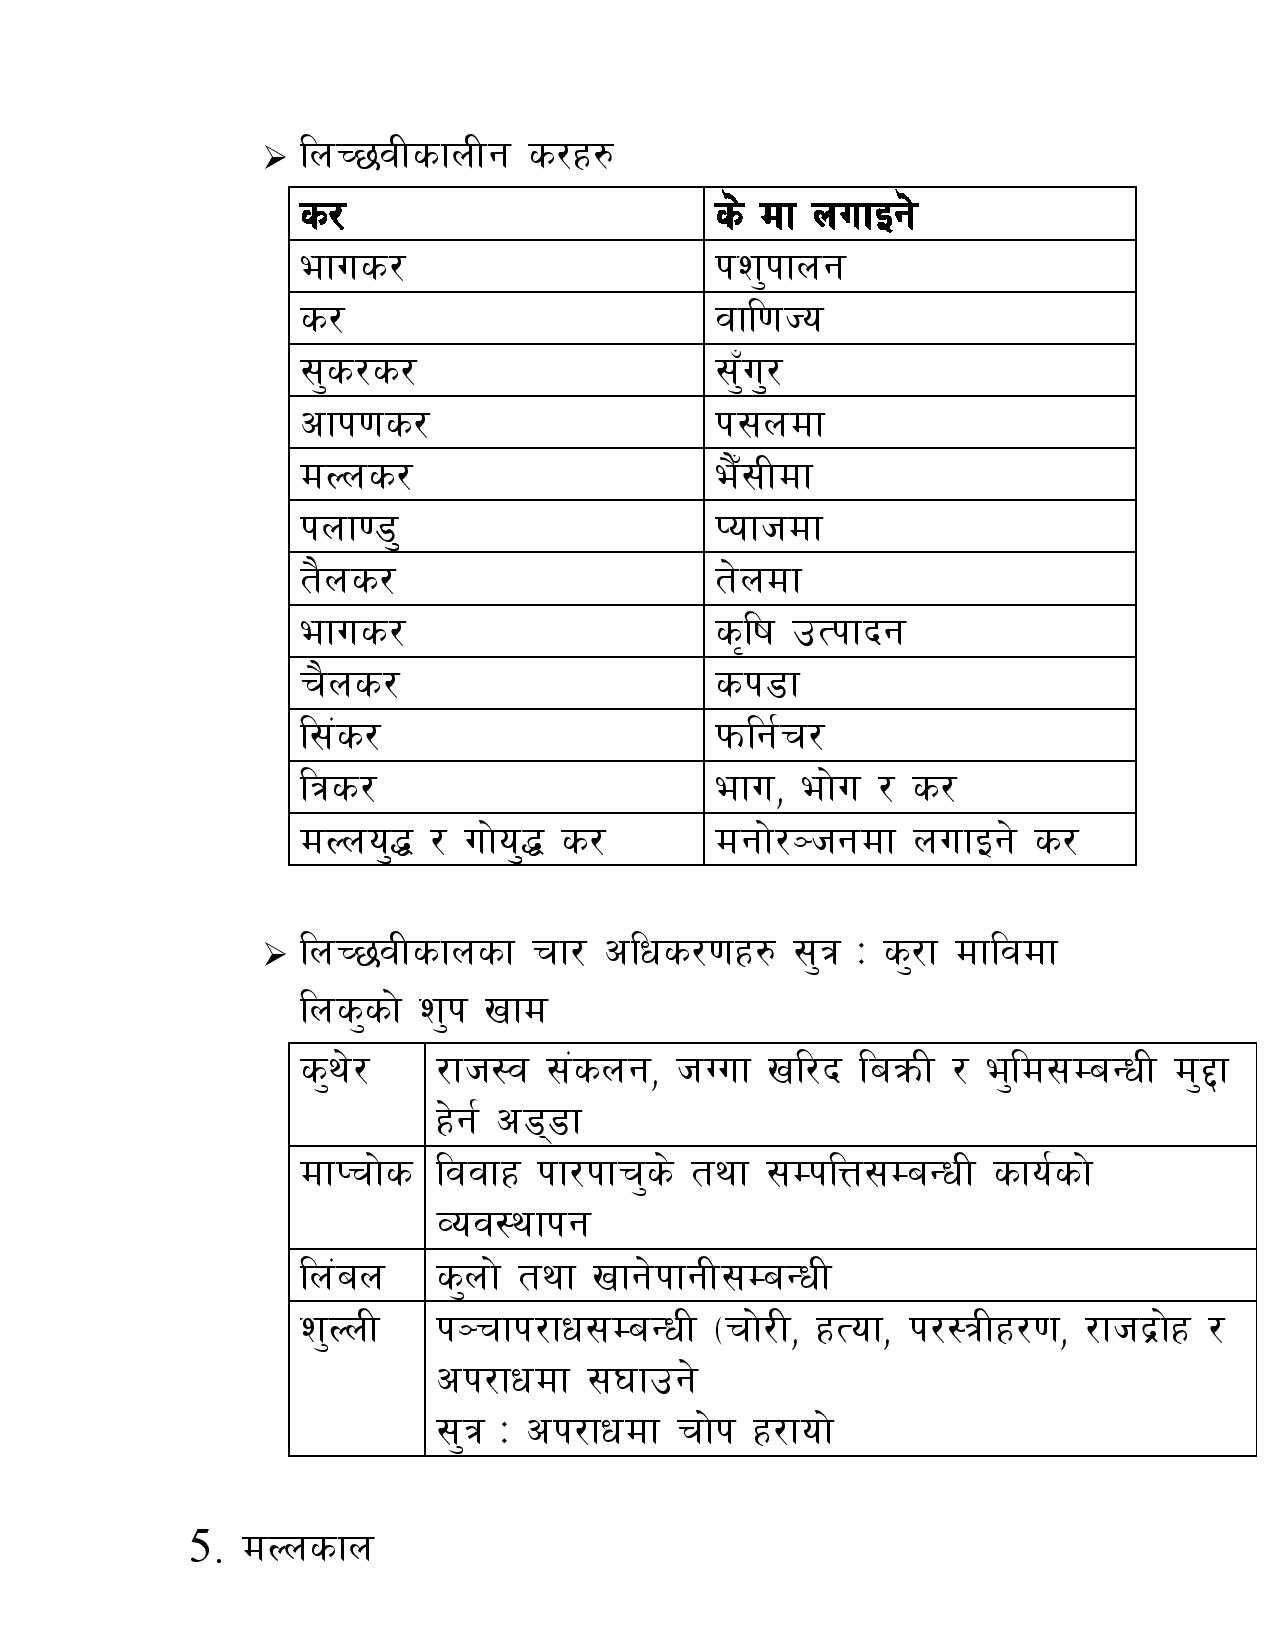 ➢ लिच्छवीकालीन करहरु
कर के मा लगाइने
भागकर पशुपालन
कर वाणिज्य
सुकरकर सुँगुर
आपणकर पसलमा
मल्लकर भैँसीमा
पलाण्डु प्याजमा
तैलकर तेलमा
भागकर कृषि उत्पादन
चैलकर कपडा
सिंकर फर्निचर
त्रिकर भाग, भोग र कर
मल्लयुद्ध र गोयुद्ध कर मनोरञ्जनमा लगाइने कर
➢ लिच्छवीकालका चार अधिकरणहरु सुत्र : कुरा माविमा
लिकुको शुप खाम
कुथेर राजस्व संकलन, जग्गा खरिद बिक्री र भुमिसम्बन्धी मुद्दा
हेर्न अड्डा
माप्चोक विवाह पारपाचुके तथा सम्पत्तिसम्बन्धी कार्यको
व्यवस्थापन
लिंबल कुलो तथा खानेपानीसम्बन्धी
शुल्ली पञ्चापराधसम्बन्धी (चोरी, हत्या, परस्त्रीहरण, राजद्रोह र
अपराधमा सघाउने
सुत्र : अपराधमा चोप हरायो
5. मल्लकाल